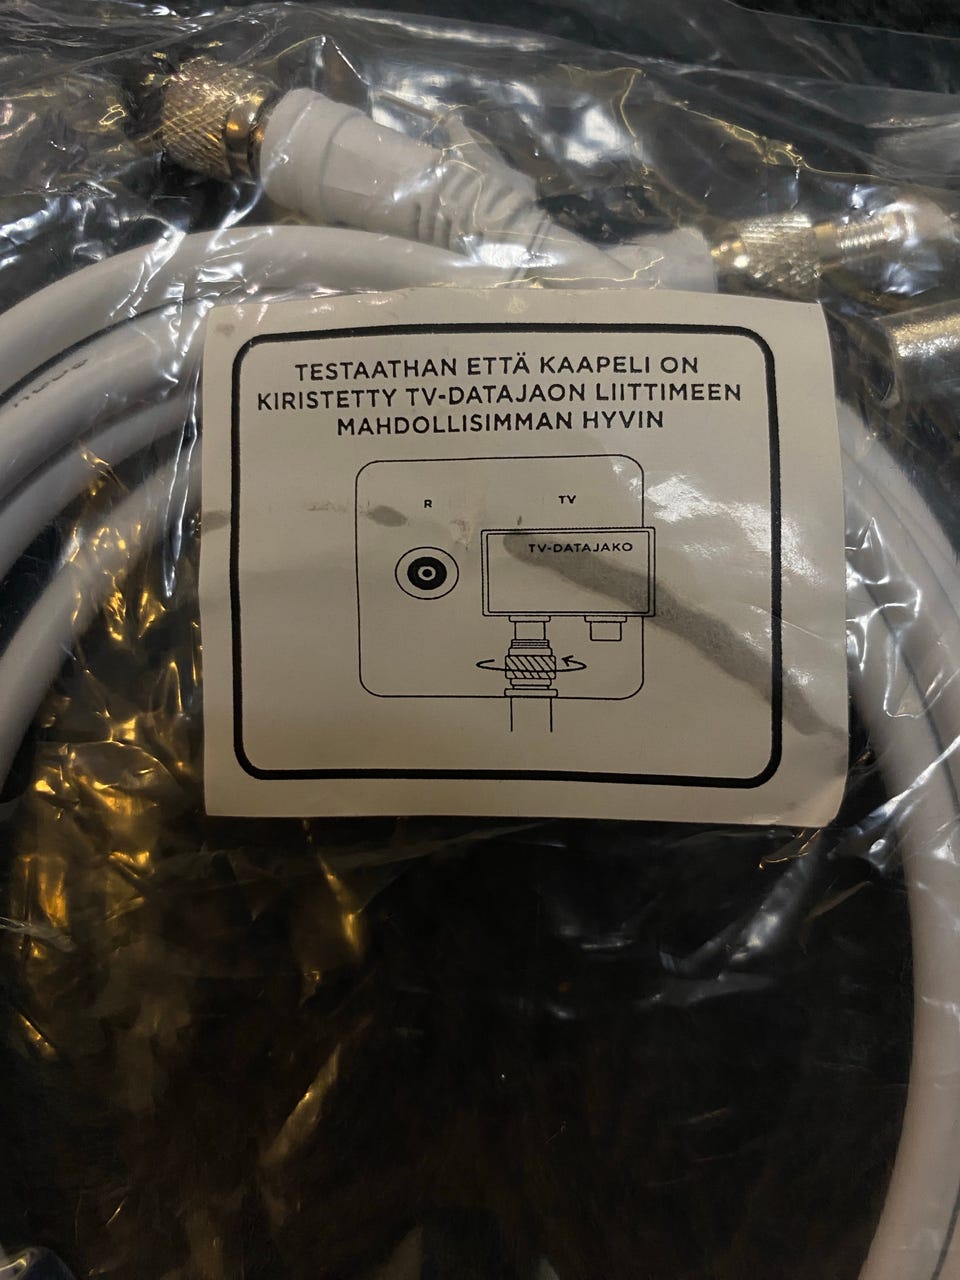 TESTAATHAN ETTÄ KAAPELI ON
KIRISTETTY TV-DATAJAON LIITTIMEEN
MAHDOLLISIMMAN HYVIN
R
TV
TV-DATAJAKO